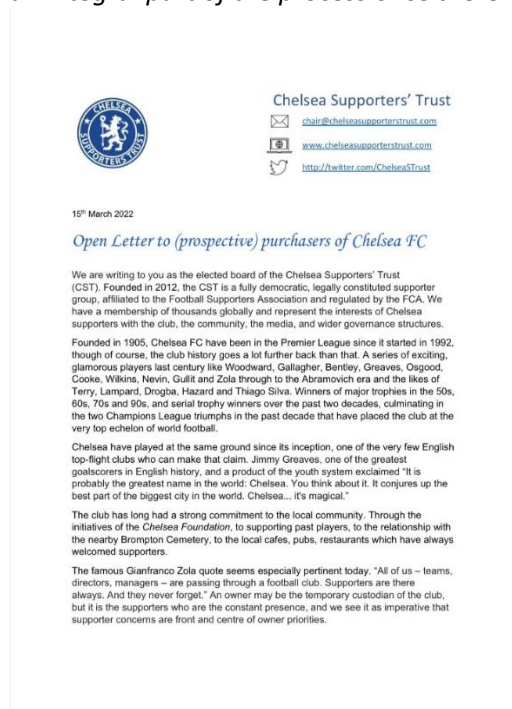 CHELSEA
SUPPORTERS TRUST
Chelsea Supporters' Trust
chair@chelseasupporterstrust.com
www.chelseasupporterstrust.com
http://twitter.com/ChelseaSTrust
15th March 2022
Open Letter to (prospective) purchasers of Chelsea FC
We are writing to you as the elected board of the Chelsea Supporters' Trust
(CST). Founded in 2012, the CST is a fully democratic, legally constituted supporter
group, affiliated to the Football Supporters Association and regulated by the FCA. We
have a membership of thousands globally and represent the interests of Chelsea
supporters with the club, the community, the media, and wider governance structures.
Founded in 1905, Chelsea FC have been in the Premier League since it started in 1992,
though of course, the club history goes a lot further back than that. A series of exciting,
glamorous players last century like Woodward, Gallagher, Bentley, Greaves, Osgood,
Cooke, Wilkins, Nevin, Gullit and Zola through to the Abramovich era and the likes of
Terry, Lampard, Drogba, Hazard and Thiago Silva. Winners of major trophies in the 50s,
60s, 70s and 90s, and serial trophy winners over the past two decades, culminating in
the two Champions League triumphs in the past decade that have placed the club at the
very top echelon of world football.
Chelsea have played at the same ground since its inception, one of the very few English
top-flight clubs who can make that claim. Jimmy Greaves, one of the greatest
goalscorers in English history, and a product of the youth system exclaimed "It is
probably the greatest name in the world: Chelsea. You think about it. It conjures up the
best part of the biggest city in the world. Chelsea... it's magical."
The club has long had a strong commitment to the local community. Through the
initiatives of the Chelsea Foundation, to supporting past players, to the relationship with
the nearby Brompton Cemetery, to the local cafes, pubs, restaurants which have always
welcomed supporters.
The famous Gianfranco Zola quote seems especially pertinent today. "All of us – teams,
directors, managers – are passing through a football club. Supporters are there
always. And they never forget." An owner may be the temporary custodian of the club,
but it is the supporters who are the constant presence, and we see it as imperative that
supporter concerns are front and centre of owner priorities.